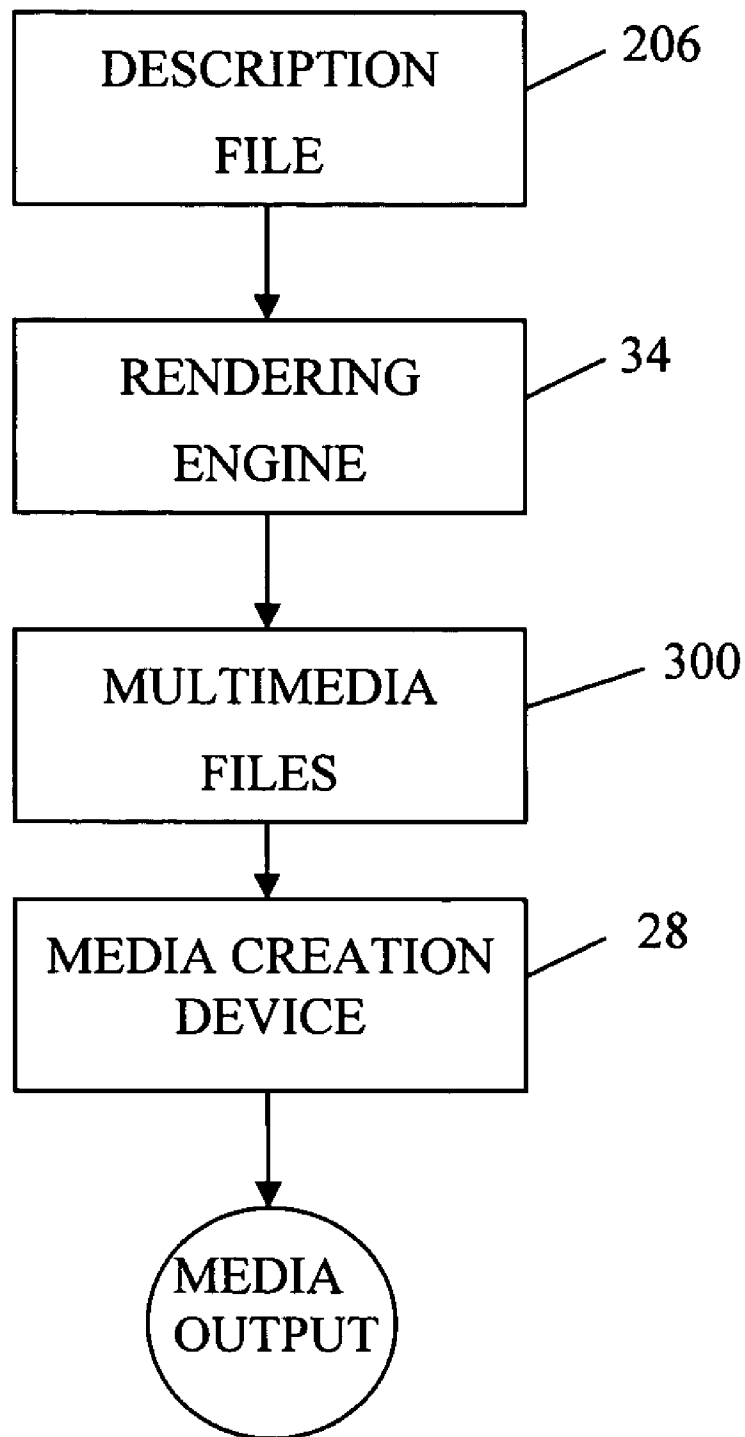 DESCRIPTION
FILE
206
RENDERING
ENGINE
34
MULTIMEDIA
FILES
300
MEDIA CREATION
DEVICE
28
MEDIA
OUTPUT